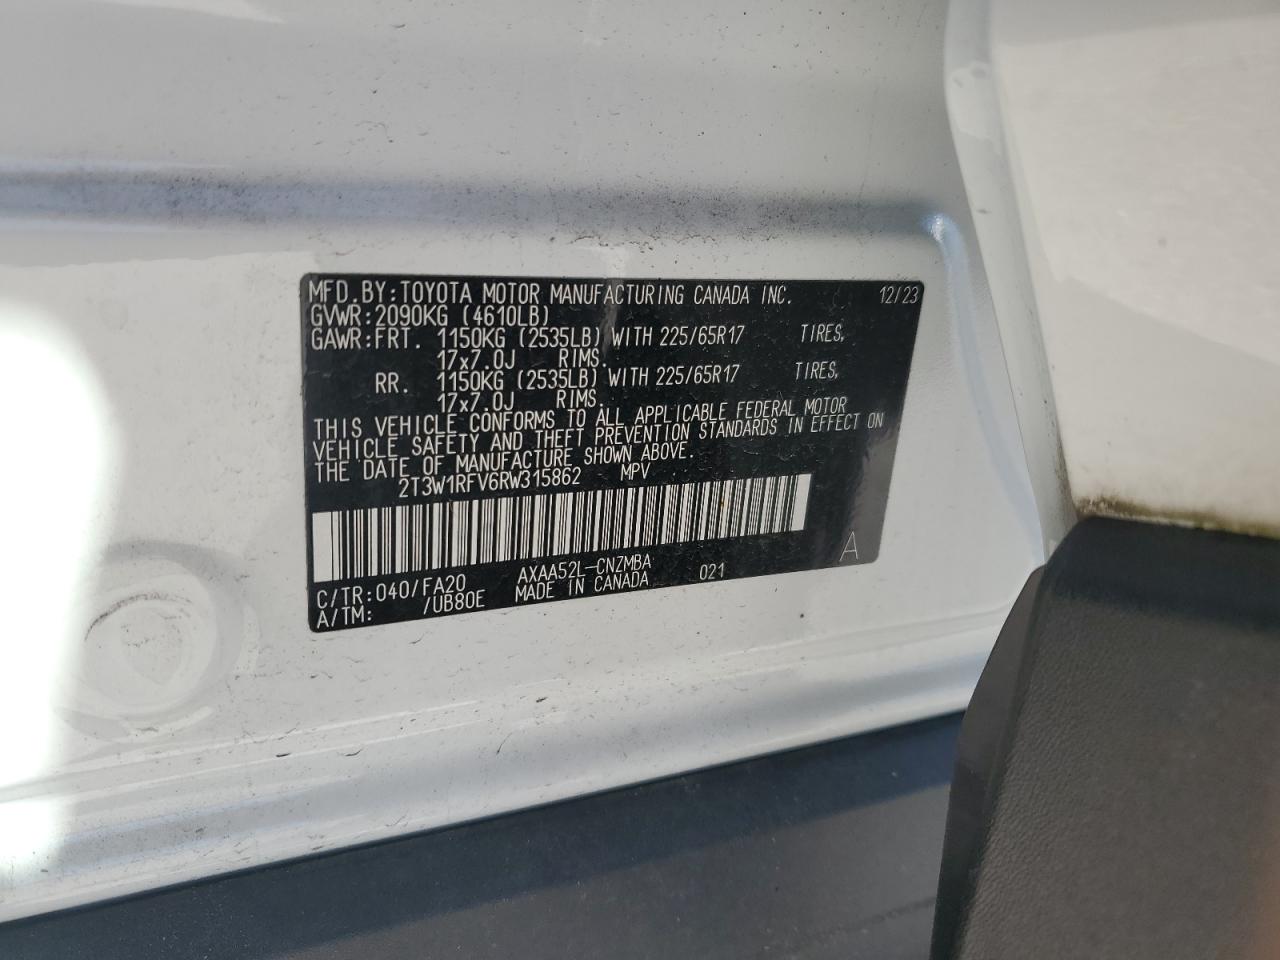 MFD.BY:TOYOTA MOTOR MANUFACTURING CANADA INC. 12/23
GVWR:2090KG (4610LB)
GAWR:FRT. 1150KG (2535LB) WITH 225/65R17 TIRES,
17x7.0J RIMS.
RR. 1150KG (2535LB) WITH 225/65R17 TIRES,
17x7.0J RIMS.
THIS VEHICLE CONFORMS TO ALL APPLICABLE FEDERAL MOTOR
VEHICLE SAFETY AND THEFT PREVENTION STANDARDS IN EFFECT ON
THE DATE OF MANUFACTURE SHOWN ABOVE.
2T3W1RFV6RW315862 MPV
A
C/TR:040/FA20 AXAA52L-CNZMBA 021
A/TM: /UB80E MADE IN CANADA